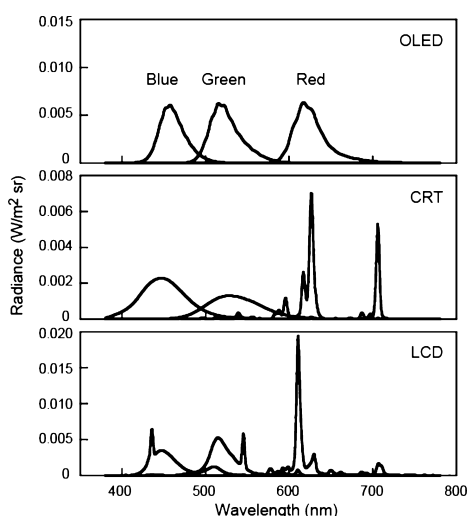 0.015
OLED
Blue Green Red
0.010
0.005
0
0.008
CRT
0.006
0.004
0.002
0
0.020
LCD
0.015
0.010
0.005
0
Radiance (W/m2 sr)
400 500 600 700 800
Wavelength (nm)